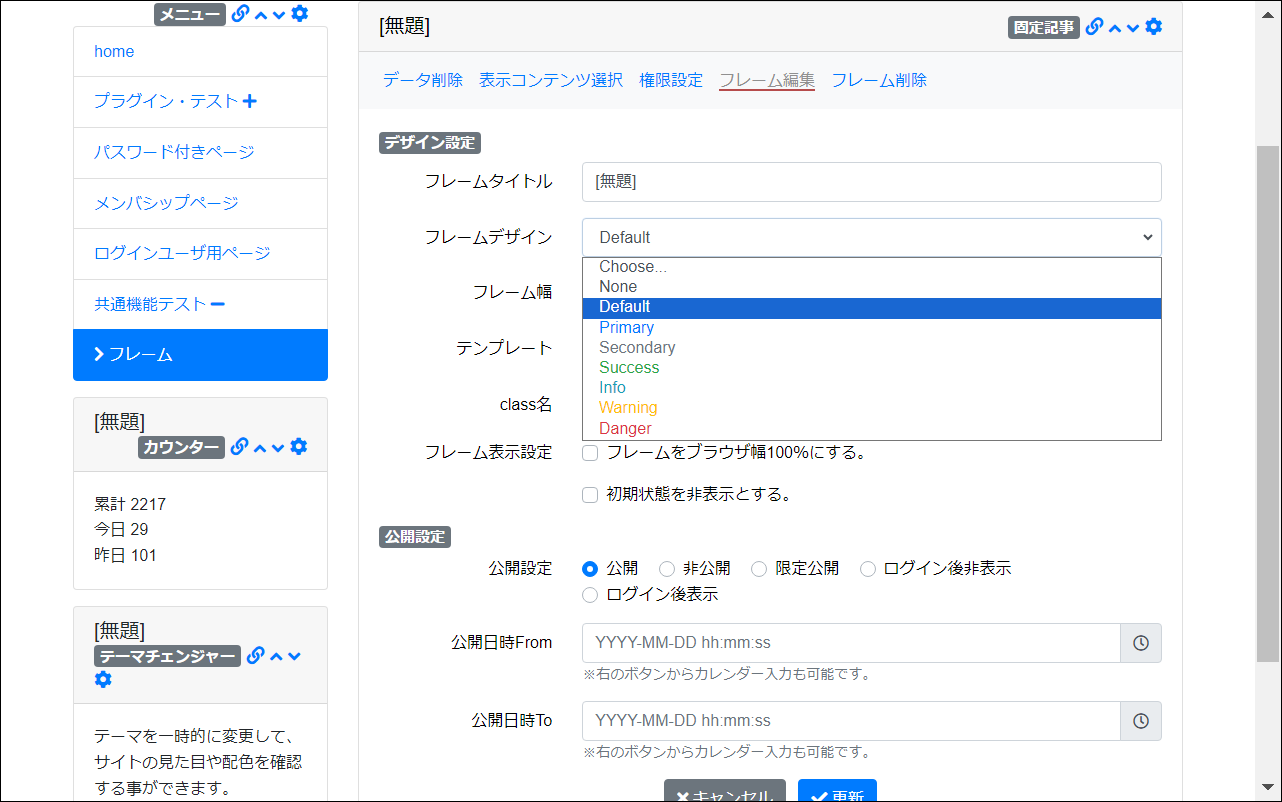 メニュー
home
プラグイン・テスト
パスワード付きページ
メンバシップページ
ログインユーザ用ページ
共通機能テスト
フレーム
[無題]
カウンター
累計 2217
今日 29
昨日 101
[無題]
テーマチェンジャー
テーマを一時的に変更して、
サイトの見た目や配色を確認
する事ができます。
[無題]
固定記事
データ削除 表示コンテンツ選択 権限設定 フレーム編集 フレーム削除
デザイン設定
フレームタイトル [無題]
フレームデザイン Default
Choose...
None
Default
Primary
Secondary
Success
Info
Warning
Danger
フレーム幅
テンプレート
class名
フレーム表示設定 フレームをブラウザ幅100%にする。
初期状態を非表示とする。
公開設定
公開設定 公開 非公開 限定公開 ログイン後非表示
ログイン後表示
公開日時From YYYY-MM-DD hh:mm:ss
※右のボタンからカレンダー入力も可能です。
公開日時To YYYY-MM-DD hh:mm:ss
※右のボタンからカレンダー入力も可能です。
キャンセル 更新